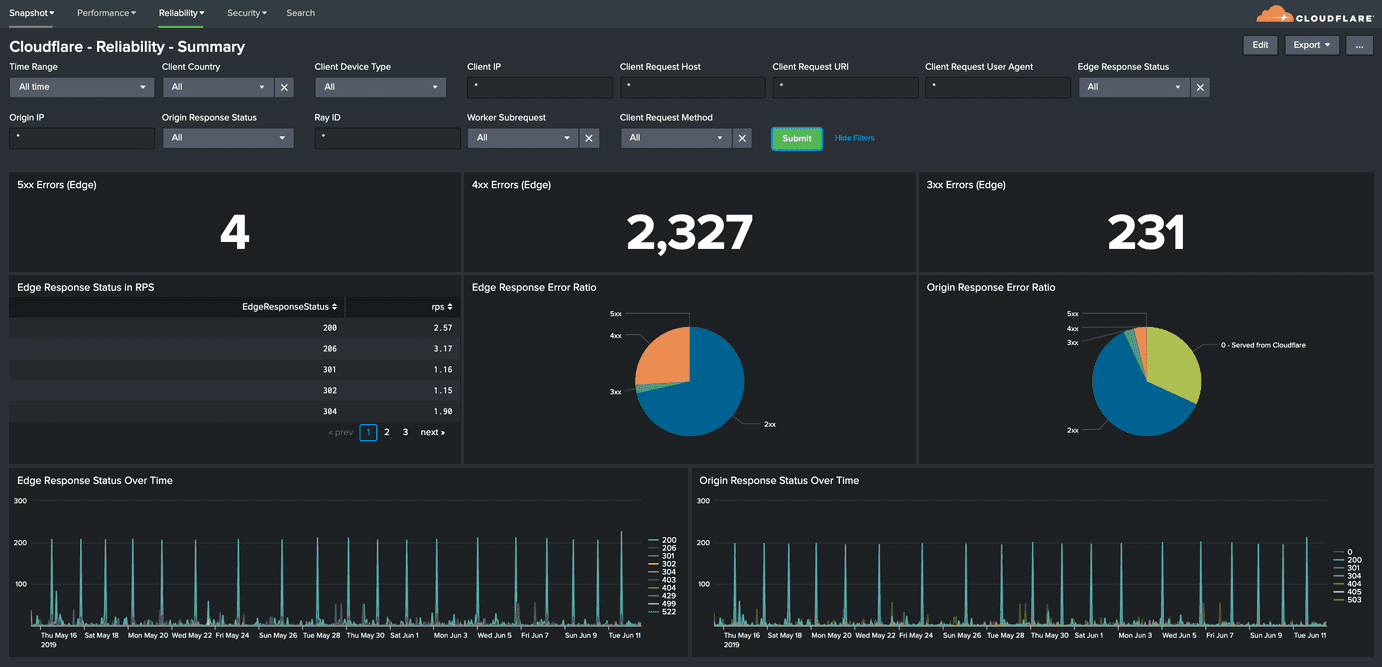 Snapshot Performance Reliability Security Search
CLOUDFLARE
Cloudflare - Reliability - Summary
Edit Export ...
Time Range Client Country Client Device Type Client IP Client Request Host Client Request URI Client Request User Agent Edge Response Status
All time All All * * * * All
Origin IP Origin Response Status Ray ID Worker Subrequest Client Request Method
* All * All All Submit Hide Filters
5xx Errors (Edge) 4xx Errors (Edge) 3xx Errors (Edge)
4 2,327 231
Edge Response Status in RPS
EdgeResponseStatus rps
200 2.57
206 3.17
301 1.16
302 1.15
304 1.90
« prev 1 2 3 next »
Edge Response Error Ratio
5xx
4xx
3xx
2xx
Origin Response Error Ratio
5xx
4xx
3xx
0 - Served from Cloudflare
2xx
Edge Response Status Over Time
300
200
100
Thu May 16 Sat May 18 Mon May 20 Wed May 22 Fri May 24 Sun May 26 Tue May 28 Thu May 30 Sat Jun 1 Mon Jun 3 Wed Jun 5 Fri Jun 7 Sun Jun 9 Tue Jun 11
2019
200
206
301
302
304
403
404
429
499
522
Origin Response Status Over Time
300
200
100
Thu May 16 Sat May 18 Mon May 20 Wed May 22 Fri May 24 Sun May 26 Tue May 28 Thu May 30 Sat Jun 1 Mon Jun 3 Wed Jun 5 Fri Jun 7 Sun Jun 9 Tue Jun 11
2019
0
200
301
304
404
405
503